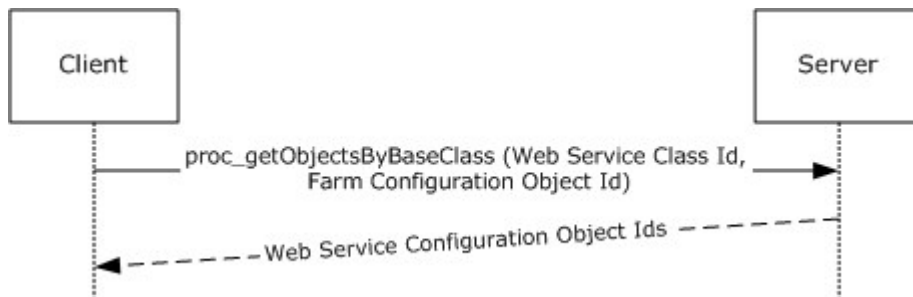 Client
Server
proc_getObjectsByBaseClass (Web Service Class Id,
Farm Configuration Object Id)
Web Service Configuration Object Ids